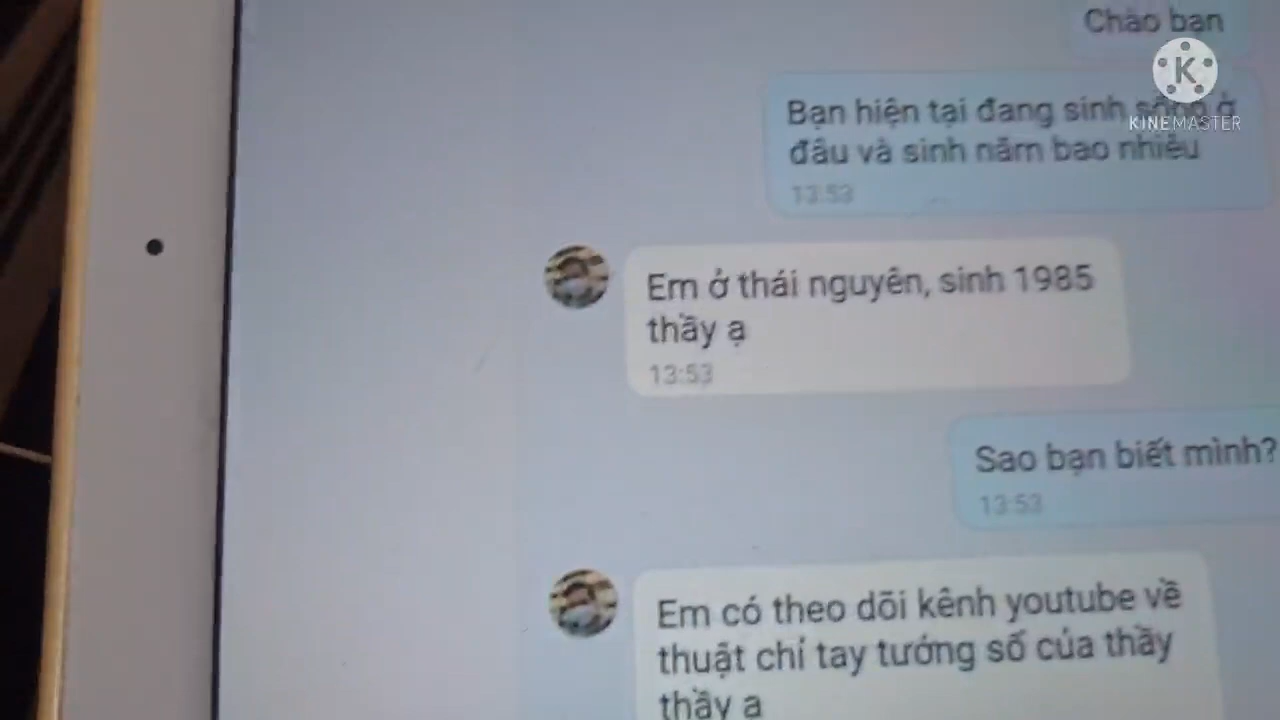 Chào bạn
Bạn hiện tại đang sinh sống ở
đâu và sinh năm bao nhiêu
13:53
Em ở thái nguyên, sinh 1985
thầy ạ
13:53
Sao bạn biết mình?
13:53
Em có theo dõi kênh youtube về
thuật chỉ tay tướng số của thầy
thầy ạ
KINEMASTER